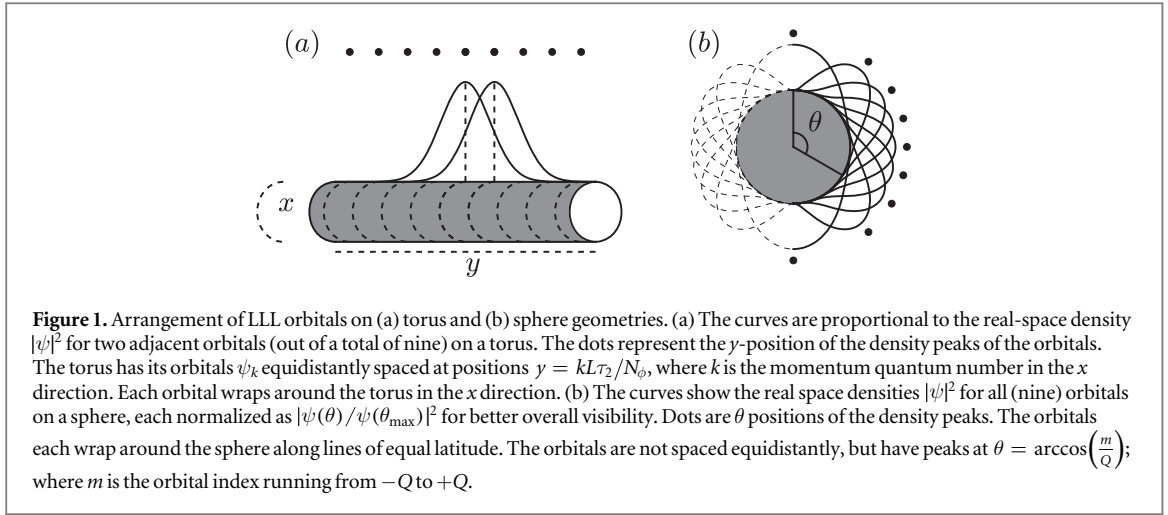 (a)
(b)
θ
x
y
Figure 1. Arrangement of LLL orbitals on (a) torus and (b) sphere geometries. (a) The curves are proportional to the real-space density
|ψ|² for two adjacent orbitals (out of a total of nine) on a torus. The dots represent the y-position of the density peaks of the orbitals.
The torus has its orbitals ψₖ equidistantly spaced at positions y = kLτ₂/N_ϕ, where k is the momentum quantum number in the x
direction. Each orbital wraps around the torus in the x direction. (b) The curves show the real space densities |ψ|² for all (nine) orbitals
on a sphere, each normalized as |ψ(θ)/ψ(θₘₐₓ)|² for better overall visibility. Dots are θ positions of the density peaks. The orbitals
each wrap around the sphere along lines of equal latitude. The orbitals are not spaced equidistantly, but have peaks at θ = arccos(m/Q);
where m is the orbital index running from −Q to +Q.